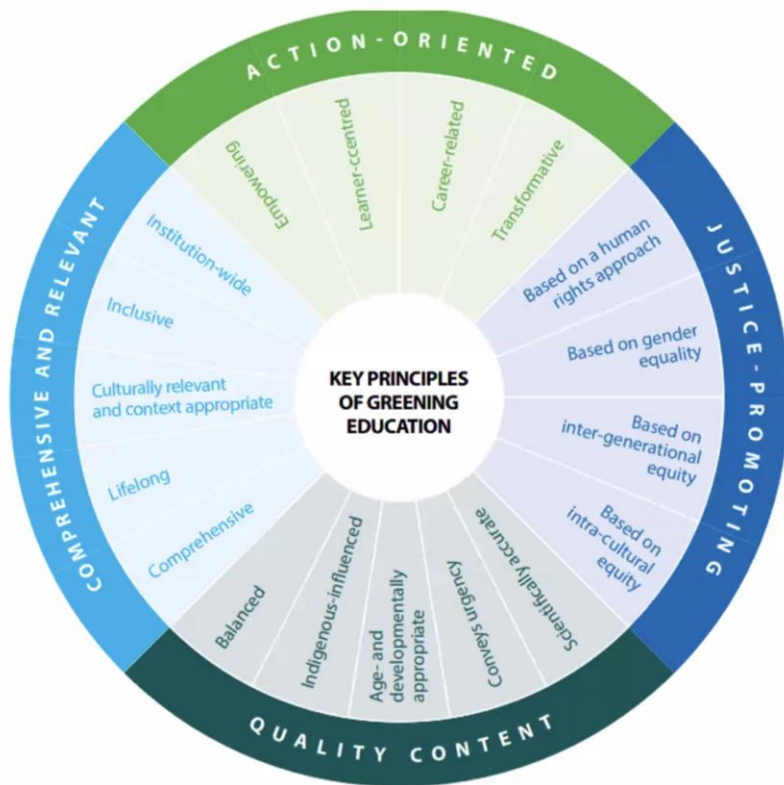 ACTION-ORIENTED
Empowering
Learner-ccentred
Career-related
Transformative
JUSTICE-PROMOTING
Based on a human
rights approach
Based on gender
equality
Based on
inter-generational
equity
Based on
intra-cultural
equity
QUALITY CONTENT
Scientifically accurate
Conveys urgency
Age- and
developmentally
appropriate
Indigenous-influenced
Balanced
COMPREHENSIVE AND RELEVANT
Comprehensive
Lifelong
Culturally relevant
and context appropriate
Inclusive
Institution-wide
KEY PRINCIPLES
OF GREENING
EDUCATION